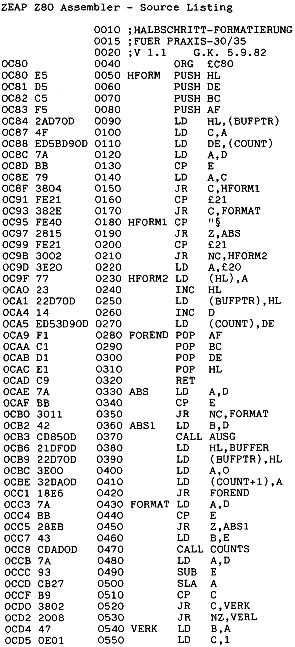 ZEAP Z80 Assembler - Source Listing
0010 ;HALBSCHRITT-FORMATIERUNG
0015 ;FUER PRAXIS-30/35
0020 ;V 1.1 G.K. 5.9.82
0C80 0040 ORG £C80
0C80 E5 0050 HFORM PUSH HL
0C81 D5 0060 PUSH DE
0C82 C5 0070 PUSH BC
0C83 F5 0080 PUSH AF
0C84 2AD70D 0090 LD HL,(BUFPTR)
0C87 4F 0100 LD C,A
0C88 ED5BD90D 0110 LD DE,(COUNT)
0C8C 7A 0120 LD A,D
0C8D BB 0130 CP E
0C8E 79 0140 LD A,C
0C8F 3804 0150 JR C,HFORM1
0C91 FE21 0160 CP £21
0C93 382E 0170 JR C,FORMAT
0C95 FE40 0180 HFORM1 CP "§
0C97 2815 0190 JR Z,ABS
0C99 FE21 0200 CP £21
0C9B 3002 0210 JR NC,HFORM2
0C9D 3E20 0220 LD A,£20
0C9F 77 0230 HFORM2 LD (HL),A
0CA0 23 0240 INC HL
0CA1 22D70D 0250 LD (BUFPTR),HL
0CA4 14 0260 INC D
0CA5 ED53D90D 0270 LD (COUNT),DE
0CA9 F1 0280 FOREND POP AF
0CAA C1 0290 POP BC
0CAB D1 0300 POP DE
0CAC E1 0310 POP HL
0CAD C9 0320 RET
0CAE 7A 0330 ABS LD A,D
0CAF BB 0340 CP E
0CB0 3011 0350 JR NC,FORMAT
0CB2 42 0360 ABS1 LD B,D
0CB3 CD850D 0370 CALL AUSG
0CB6 21DF0D 0380 LD HL,BUFFER
0CB9 22D70D 0390 LD (BUFPTR),HL
0CBC 3E00 0400 LD A,0
0CBE 32DA0D 0410 LD (COUNT+1),A
0CC1 18E6 0420 JR FOREND
0CC3 7A 0430 FORMAT LD A,D
0CC4 BB 0440 CP E
0CC5 28EB 0450 JR Z,ABS1
0CC7 43 0460 LD B,E
0CC8 CDAD0D 0470 CALL COUNTS
0CCB 7A 0480 LD A,D
0CCC 93 0490 SUB E
0CCD CB27 0500 SLA A
0CCF B9 0510 CP C
0CD0 3802 0520 JR C,VERK
0CD2 2008 0530 JR NZ,VERL
0CD4 47 0540 VERK LD B,A
0CD5 0E01 0550 LD C,1